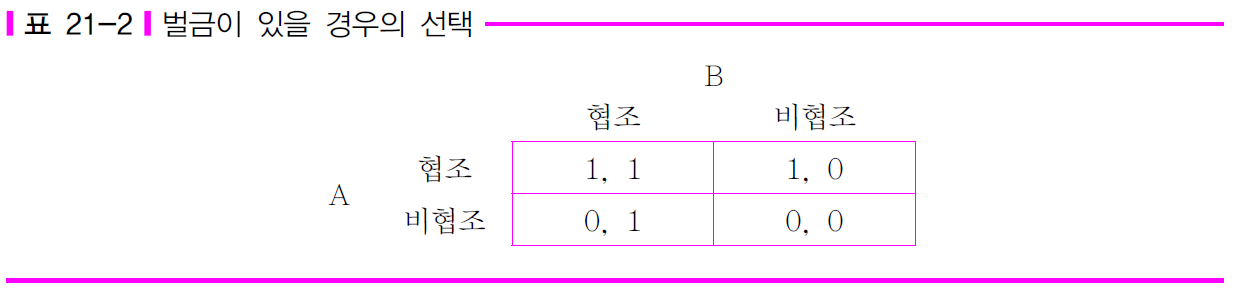 표 21-2 벌금이 있을 경우의 선택
B
협조 비협조
협조 1, 1 1, 0
A
비협조 0, 1 0, 0